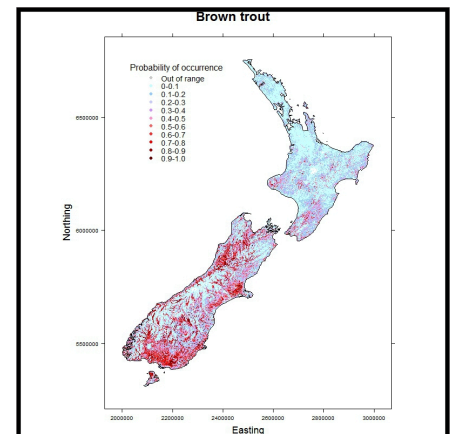 Brown trout
Probability of occurrence
Out of range
0-0.1
0.1-0.2
0.2-0.3
0.3-0.4
0.4-0.5
0.5-0.6
0.6-0.7
0.7-0.8
0.8-0.9
0.9-1.0
6500000
6000000
5500000
Northing
2000000 2200000 2400000 2600000 2800000 3000000
Easting